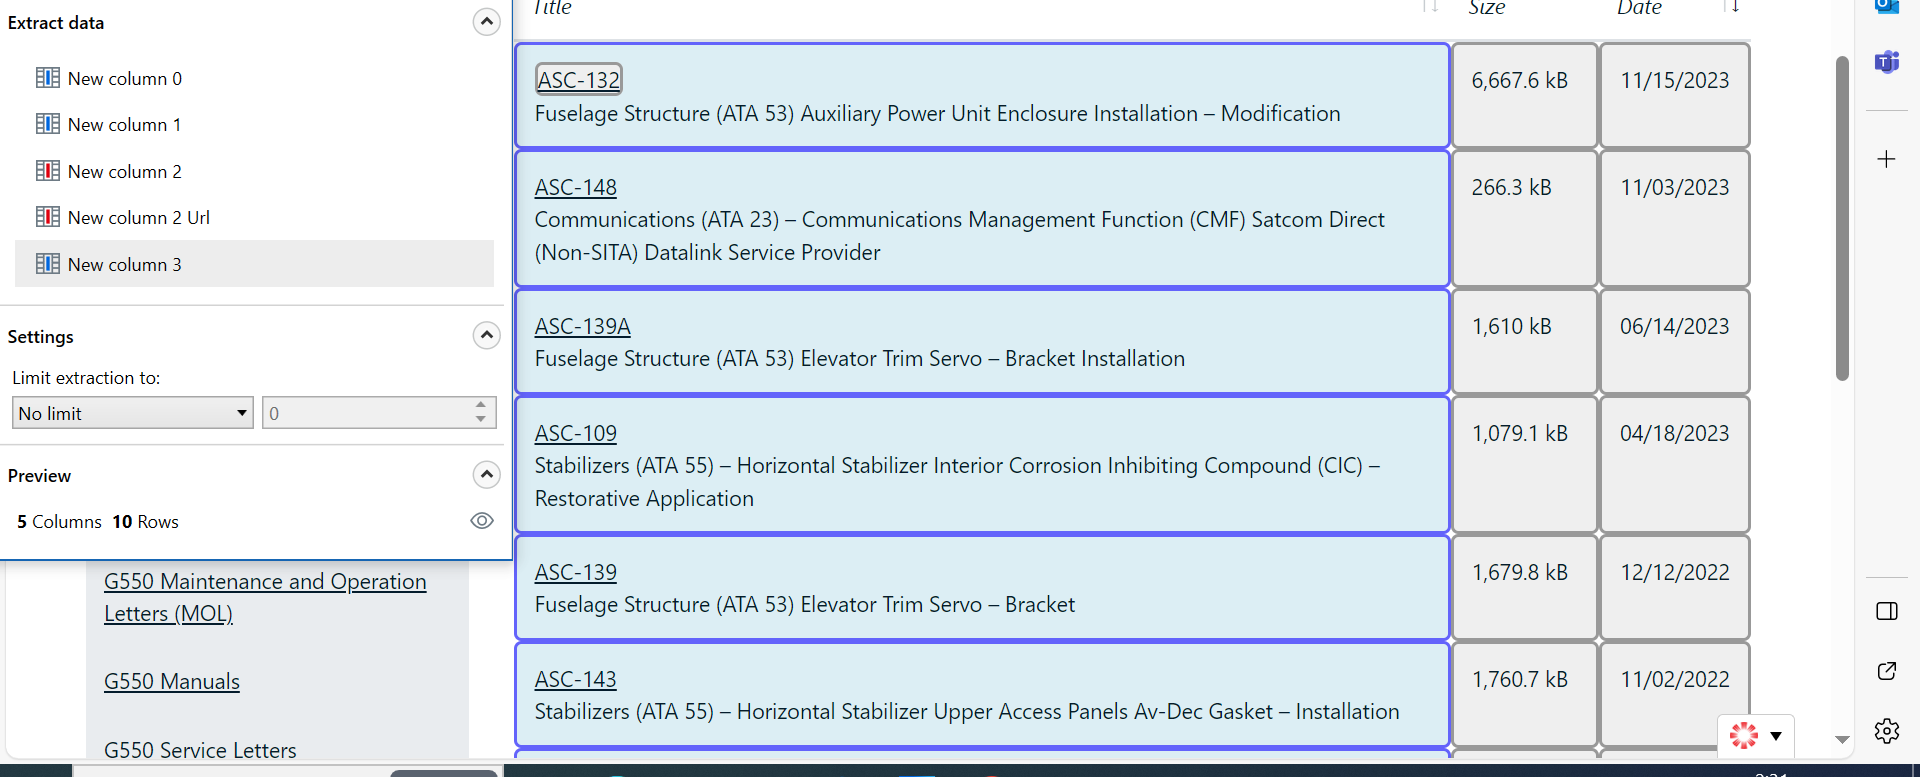 Extract data
New column 0
New column 1
New column 2
New column 2 Url
New column 3
Settings
Limit extraction to:
No limit
0
Preview
5 Columns 10 Rows
G550 Maintenance and Operation
Letters (MOL)
G550 Manuals
G550 Service Letters
Title Size Date
ASC-132 6,667.6 kB 11/15/2023
Fuselage Structure (ATA 53) Auxiliary Power Unit Enclosure Installation – Modification
ASC-148 266.3 kB 11/03/2023
Communications (ATA 23) – Communications Management Function (CMF) Satcom Direct
(Non-SITA) Datalink Service Provider
ASC-139A 1,610 kB 06/14/2023
Fuselage Structure (ATA 53) Elevator Trim Servo – Bracket Installation
ASC-109 1,079.1 kB 04/18/2023
Stabilizers (ATA 55) – Horizontal Stabilizer Interior Corrosion Inhibiting Compound (CIC) –
Restorative Application
ASC-139 1,679.8 kB 12/12/2022
Fuselage Structure (ATA 53) Elevator Trim Servo – Bracket
ASC-143 1,760.7 kB 11/02/2022
Stabilizers (ATA 55) – Horizontal Stabilizer Upper Access Panels Av-Dec Gasket – Installation